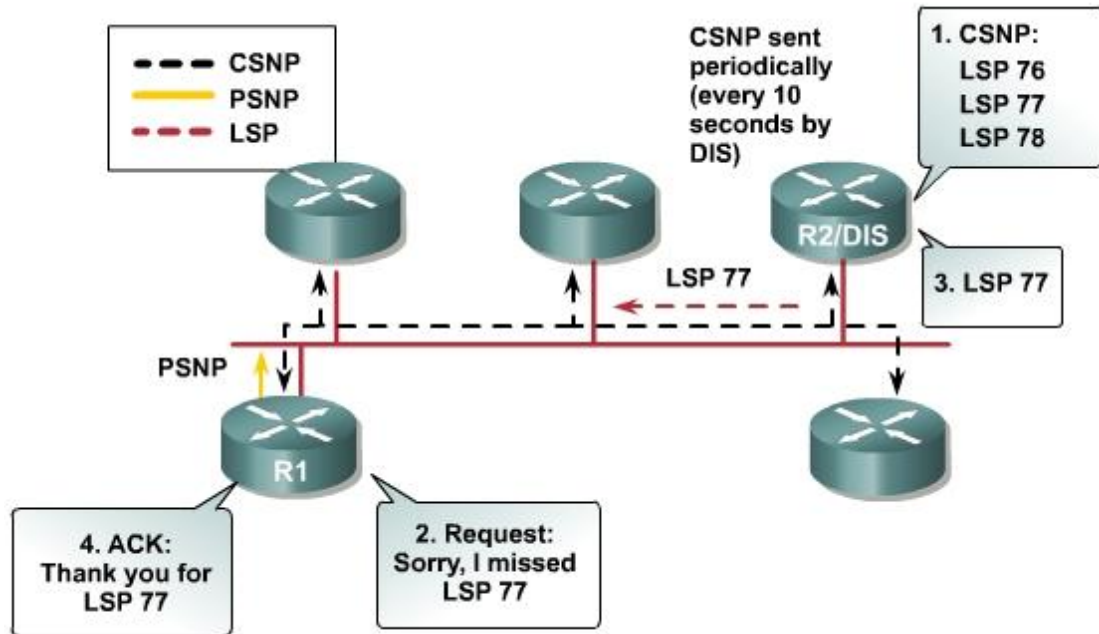 CSNP
PSNP
LSP
CSNP sent
periodically
(every 10
seconds by
DIS)
1. CSNP:
LSP 76
LSP 77
LSP 78
R2/DIS
3. LSP 77
LSP 77
PSNP
R1
4. ACK:
Thank you for
LSP 77
2. Request:
Sorry, I missed
LSP 77